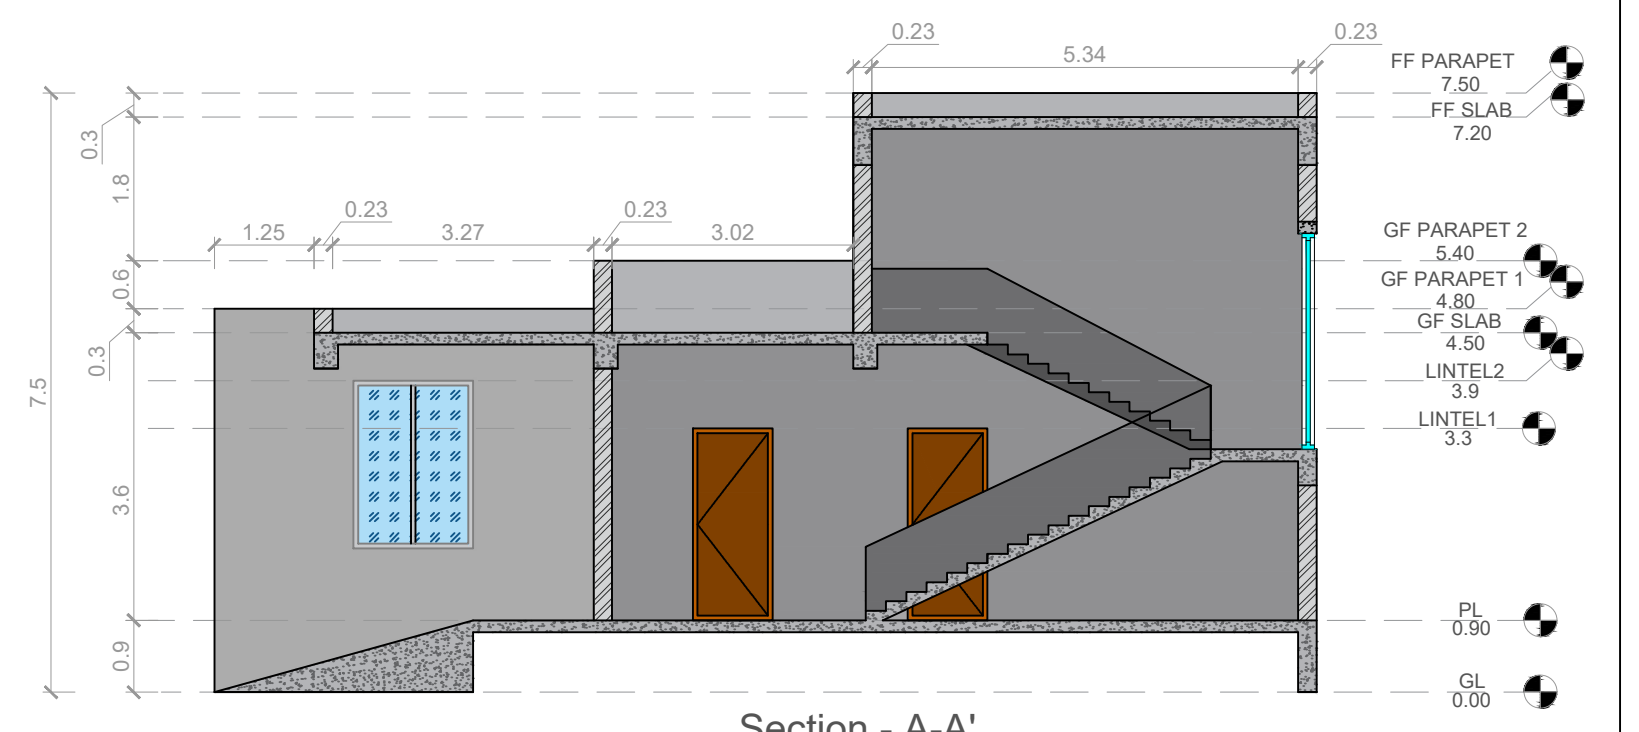 0.23
5.34
0.23
FF PARAPET
7.50
FF SLAB
7.20
0.3
1.8
0.23
0.23
1.25
3.27
3.02
GF PARAPET 2
5.40
GF PARAPET 1
4.80
GF SLAB
4.50
0.6
0.3
7.5
LINTEL2
3.9
LINTEL1
3.3
3.6
PL
0.90
0.9
GL
0.00
Section - A-A'